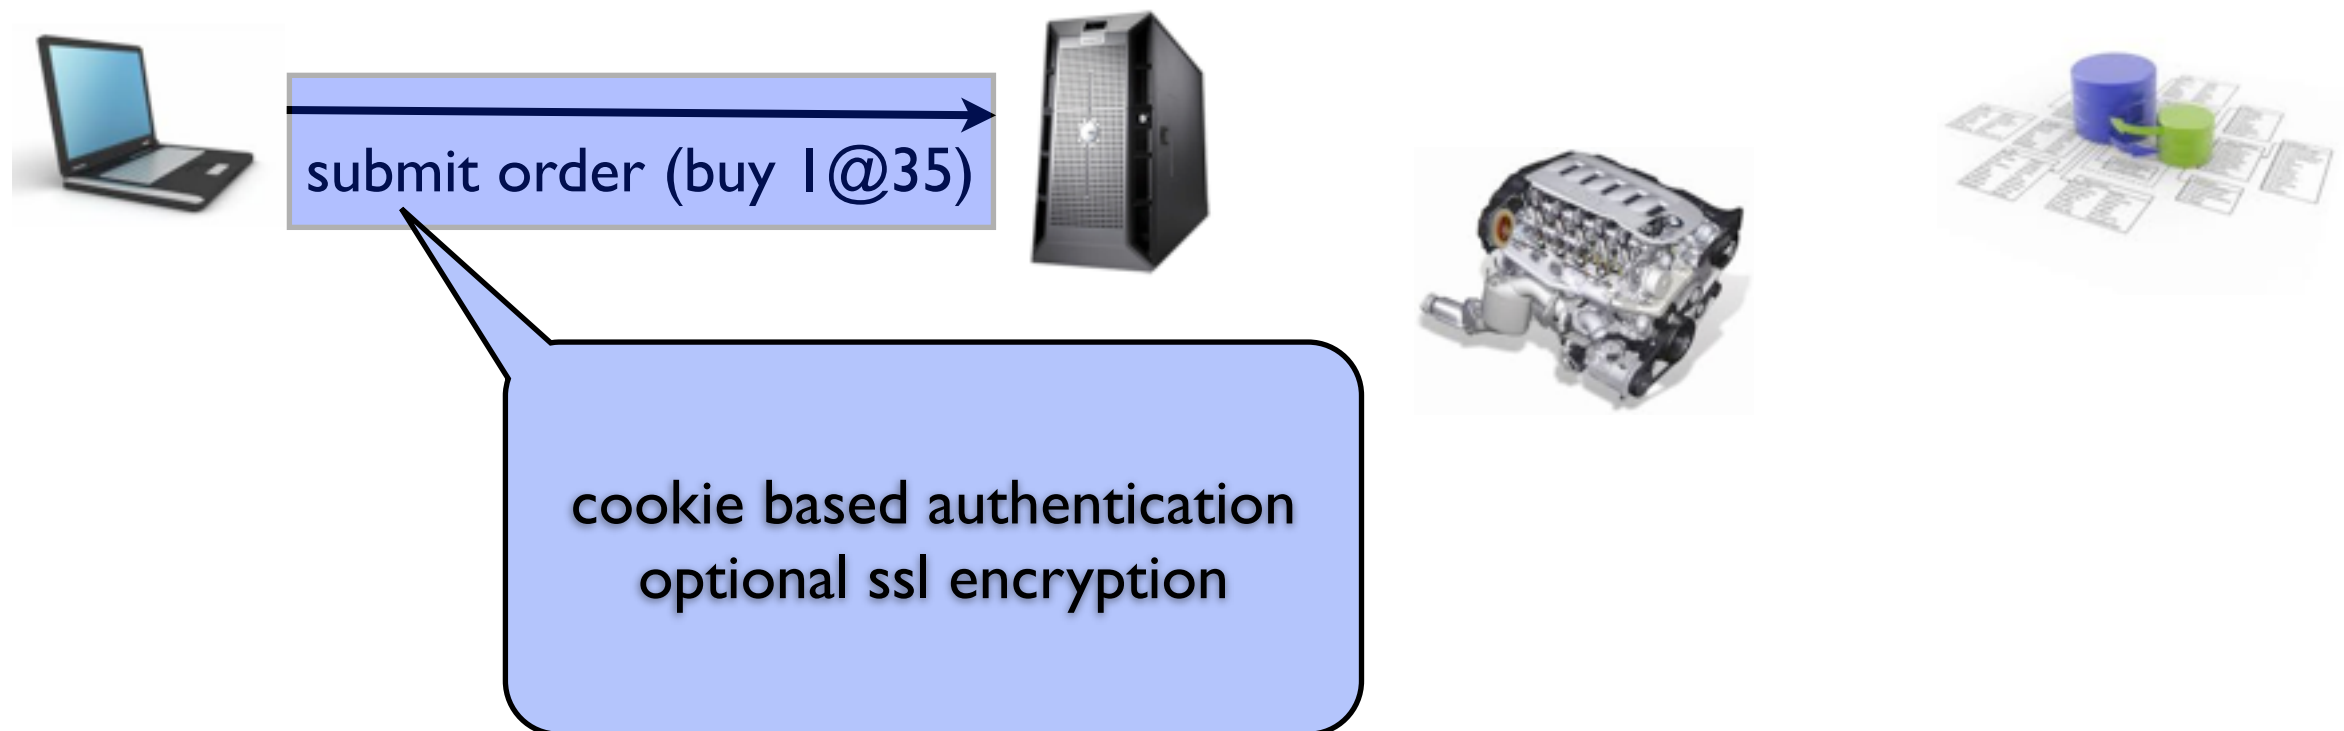 submit order (buy 1@35)
cookie based authentication
optional ssl encryption